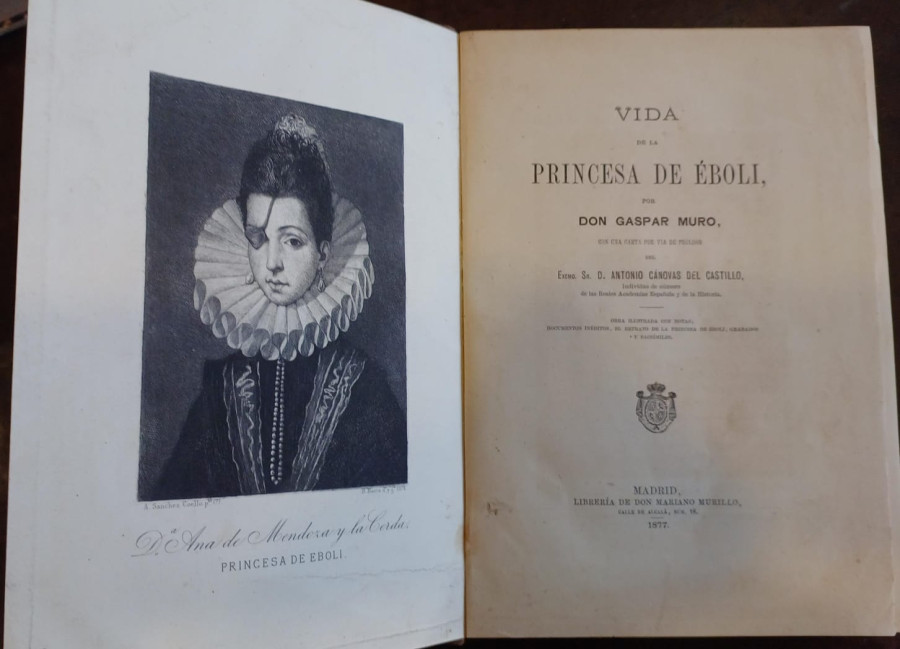 A. Sanchez Coello p.
D.ª Ana de Mendoza y la Cerda.
PRINCESA DE EBOLI.
VIDA
DE LA
PRINCESA DE ÉBOLI,
POR
DON GASPAR MURO,
CON UNA CARTA POR VIA DE PRÓLOGO
DEL
EXCMO. SR. D. ANTONIO CÁNOVAS DEL CASTILLO,
Individuo de número
de las Reales Academias Española y de la Historia.
OBRA ILUSTRADA CON NOTAS,
DOCUMENTOS INÉDITOS, EL RETRATO DE LA PRINCESA DE ÉBOLI, GRABADOS
Y FACSÍMILES.
MADRID,
LIBRERÍA DE DON MARIANO MURILLO,
CALLE DE ALCALÁ, NÚM. 18.
1877.